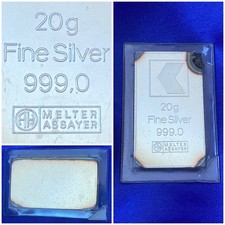 20g
Fine Silver
999,0
MELTER
ASSAYER
20g
Fine Silver
999.0
MELTER
ASSAYER